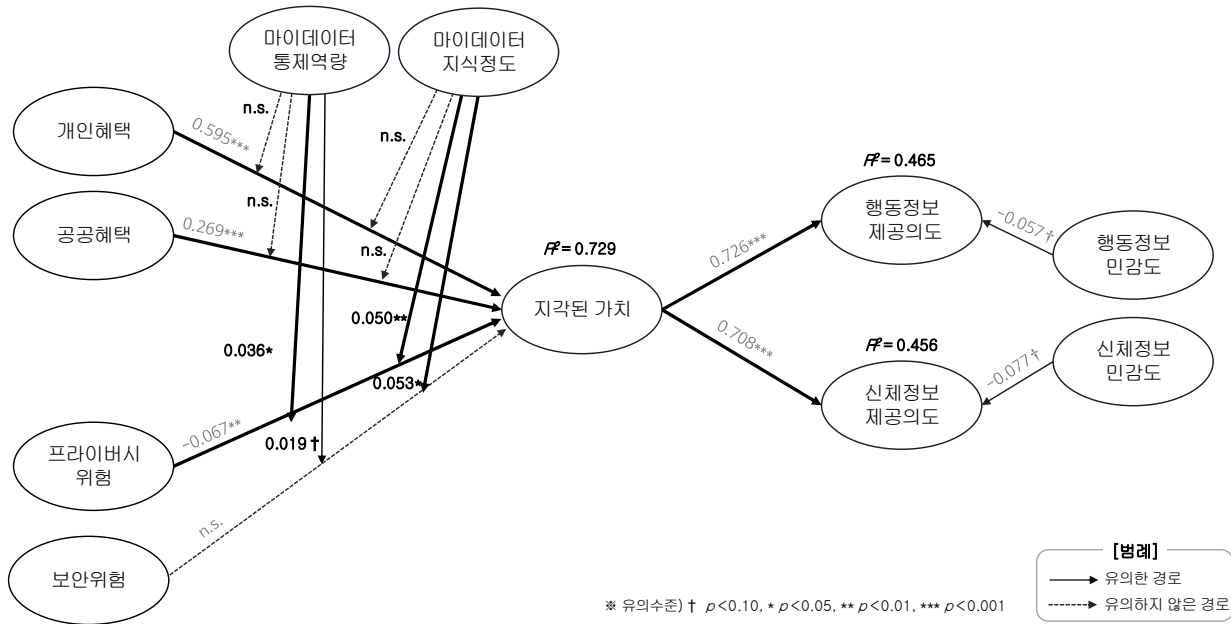 마이데이터
통제역량
마이데이터
지식정도
n.s.
n.s.
개인혜택
0.595***
n.s.
공공혜택
0.269***
n.s.
R² = 0.465
행동정보
제공의도
-0.057†
행동정보
민감도
R² = 0.729
지각된 가치
0.726***
0.708***
0.050**
0.036*
0.053*
R² = 0.456
신체정보
제공의도
-0.077†
신체정보
민감도
프라이버시
위험
-0.067**
0.019†
n.s.
보안위험
[범례]
유의한 경로
유의하지 않은 경로
※ 유의수준) † p<0.10, * p<0.05, ** p<0.01, *** p<0.001